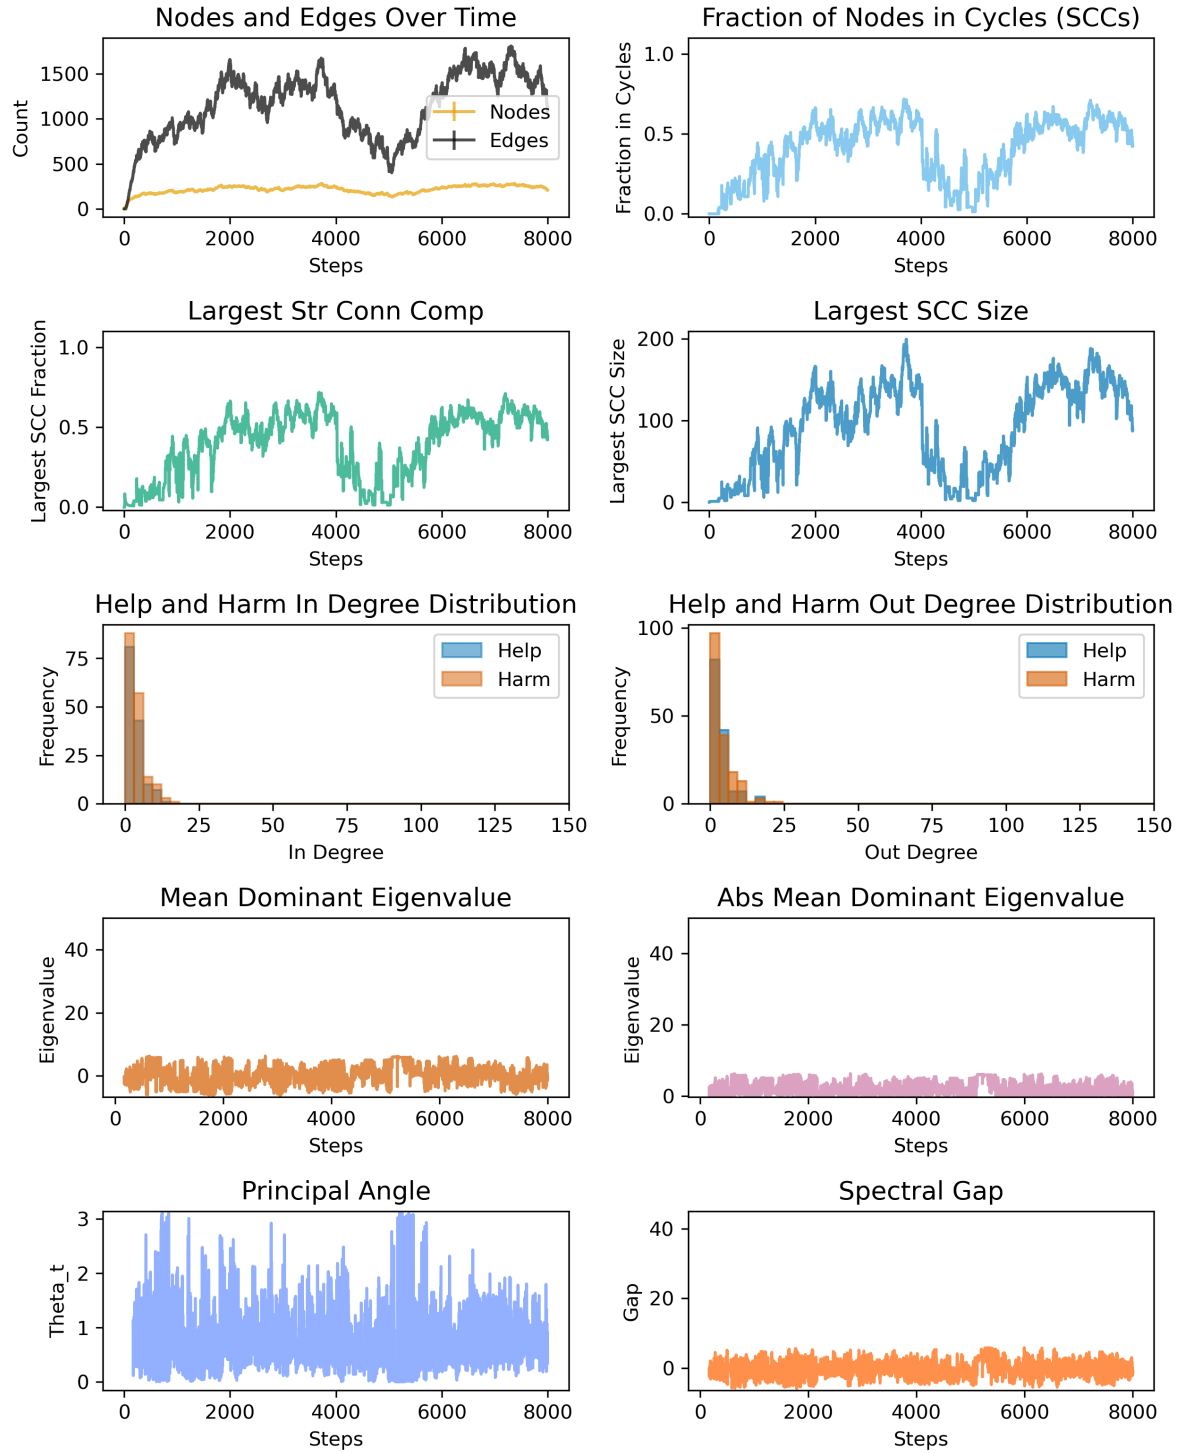 Nodes and Edges Over Time
1500
1000
500
0
Count
Nodes
Edges
0 2000 4000 6000 8000
Steps
Fraction of Nodes in Cycles (SCCs)
1.0
0.5
0.0
Fraction in Cycles
0 2000 4000 6000 8000
Steps
Largest Str Conn Comp
1.0
0.5
0.0
Largest SCC Fraction
0 2000 4000 6000 8000
Steps
Largest SCC Size
200
100
0
Largest SCC Size
0 2000 4000 6000 8000
Steps
Help and Harm In Degree Distribution
75
50
25
0
Frequency
Help
Harm
0 25 50 75 100 125 150
In Degree
Help and Harm Out Degree Distribution
100
50
0
Frequency
Help
Harm
0 25 50 75 100 125 150
Out Degree
Mean Dominant Eigenvalue
40
20
0
Eigenvalue
0 2000 4000 6000 8000
Steps
Abs Mean Dominant Eigenvalue
40
20
0
Eigenvalue
0 2000 4000 6000 8000
Steps
Principal Angle
3
2
1
0
Theta_t
0 2000 4000 6000 8000
Steps
Spectral Gap
40
20
0
Gap
0 2000 4000 6000 8000
Steps